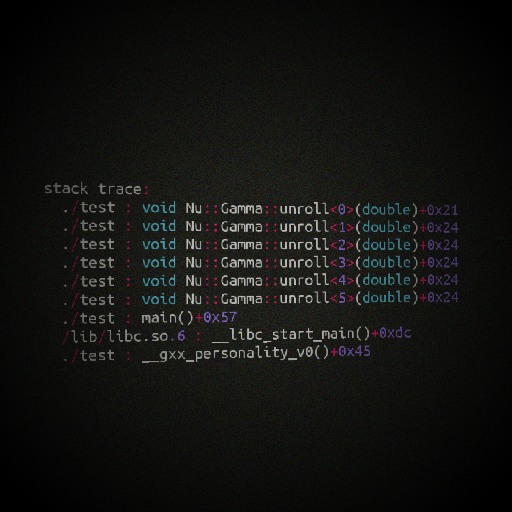 stack trace:
./test : void Nu::Gamma::unroll<0>(double)+0x21
./test : void Nu::Gamma::unroll<1>(double)+0x24
./test : void Nu::Gamma::unroll<2>(double)+0x24
./test : void Nu::Gamma::unroll<3>(double)+0x24
./test : void Nu::Gamma::unroll<4>(double)+0x24
./test : void Nu::Gamma::unroll<5>(double)+0x24
./test : main()+0x57
/lib/libc.so.6 : __libc_start_main()+0xdc
./test : __gxx_personality_v0()+0x45